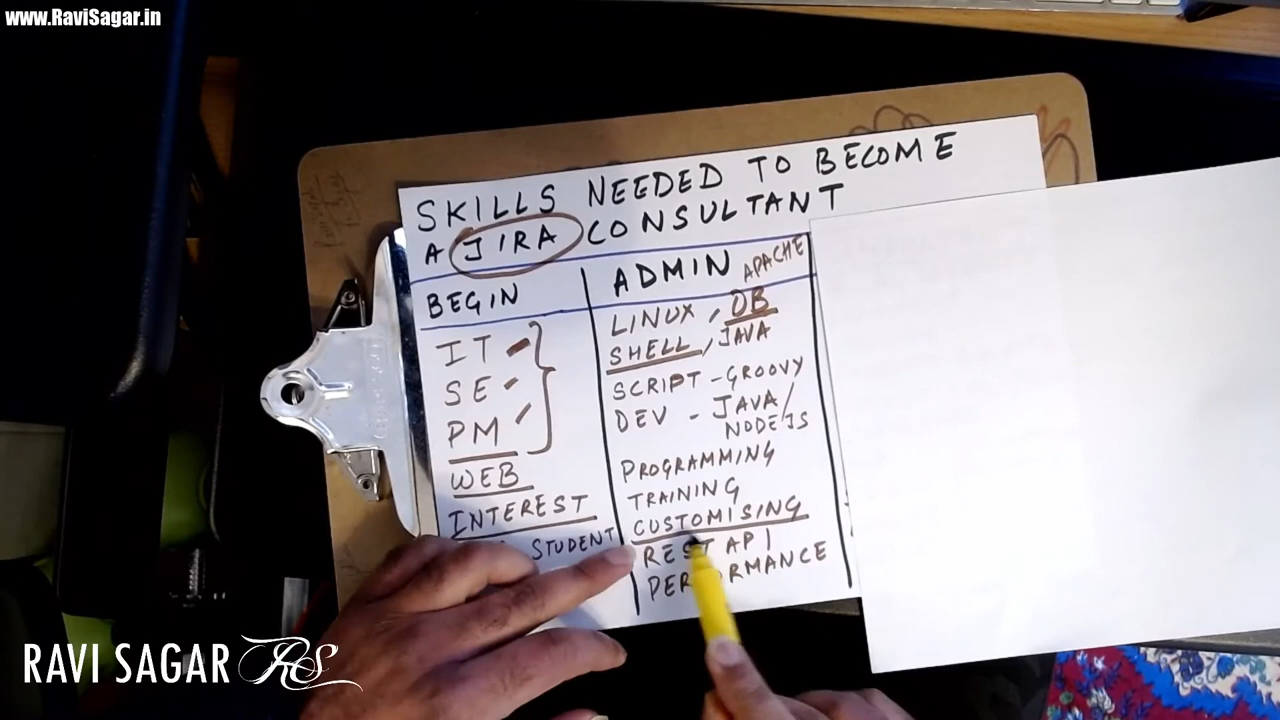 www.RaviSagar.in
SKILLS NEEDED TO BECOME
A JIRA CONSULTANT
BEGIN
IT
SE
PM
WEB
INTEREST
STUDENT
ADMIN APACHE
LINUX, DB
SHELL, JAVA
SCRIPT - GROOVY
DEV - JAVA/
NODEJS
PROGRAMMING
TRAINING
CUSTOMISING
REST API
PERFORMANCE
RAVI SAGAR RS